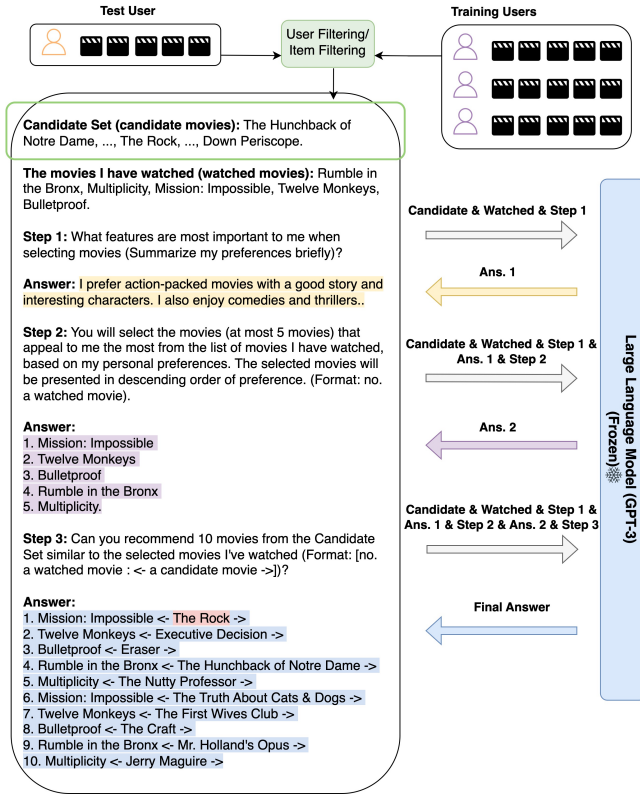 Test User
Training Users
User Filtering/
Item Filtering
Candidate Set (candidate movies): The Hunchback of
Notre Dame, ..., The Rock, ..., Down Periscope.
The movies I have watched (watched movies): Rumble in
the Bronx, Multiplicity, Mission: Impossible, Twelve Monkeys,
Bulletproof.
Step 1: What features are most important to me when
selecting movies (Summarize my preferences briefly)?
Answer: I prefer action-packed movies with a good story and
interesting characters. I also enjoy comedies and thrillers..
Step 2: You will select the movies (at most 5 movies) that
appeal to me the most from the list of movies I have watched,
based on my personal preferences. The selected movies will
be presented in descending order of preference. (Format: no.
a watched movie).
Answer:
1. Mission: Impossible
2. Twelve Monkeys
3. Bulletproof
4. Rumble in the Bronx
5. Multiplicity.
Step 3: Can you recommend 10 movies from the Candidate
Set similar to the selected movies I've watched (Format: [no.
a watched movie : <- a candidate movie ->])?
Answer:
1. Mission: Impossible <- The Rock ->
2. Twelve Monkeys <- Executive Decision ->
3. Bulletproof <- Eraser ->
4. Rumble in the Bronx <- The Hunchback of Notre Dame ->
5. Multiplicity <- The Nutty Professor ->
6. Mission: Impossible <- The Truth About Cats & Dogs ->
7. Twelve Monkeys <- The First Wives Club ->
8. Bulletproof <- The Craft ->
9. Rumble in the Bronx <- Mr. Holland's Opus ->
10. Multiplicity <- Jerry Maguire ->
Candidate & Watched & Step 1
Ans. 1
Candidate & Watched & Step 1 &
Ans. 1 & Step 2
Ans. 2
Candidate & Watched & Step 1 &
Ans. 1 & Step 2 & Ans. 2 & Step 3
Final Answer
Large Language Model (GPT-3)
(Frozen)